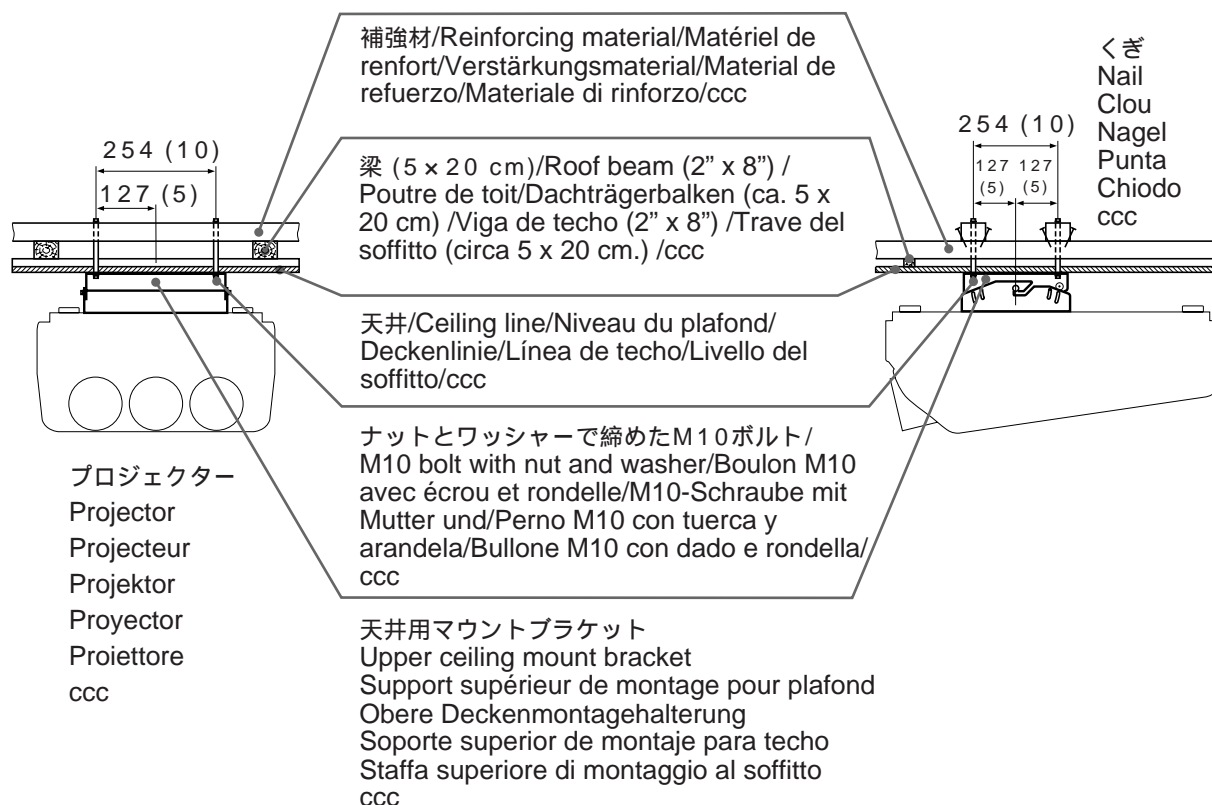 補強材/Reinforcing material/Matériel de
renfort/Verstärkungsmaterial/Material de
refuerzo/Materiale di rinforzo/ccc
くぎ
Nail
Clou
Nagel
Punta
Chiodo
ccc
254 (10)
127 (5)
254 (10)
127 127
(5) (5)
梁 (5 × 20 cm)/Roof beam (2” x 8”) /
Poutre de toit/Dachträgerbalken (ca. 5 x
20 cm) /Viga de techo (2” x 8”) /Trave del
soffitto (circa 5 x 20 cm.) /ccc
天井/Ceiling line/Niveau du plafond/
Deckenlinie/Línea de techo/Livello del
soffitto/ccc
ナットとワッシャーで締めたM10ボルト/
M10 bolt with nut and washer/Boulon M10
avec écrou et rondelle/M10-Schraube mit
Mutter und/Perno M10 con tuerca y
arandela/Bullone M10 con dado e rondella/
ccc
プロジェクター
Projector
Projecteur
Projektor
Proyector
Proiettore
ccc
天井用マウントブラケット
Upper ceiling mount bracket
Support supérieur de montage pour plafond
Obere Deckenmontagehalterung
Soporte superior de montaje para techo
Staffa superiore di montaggio al soffitto
ccc